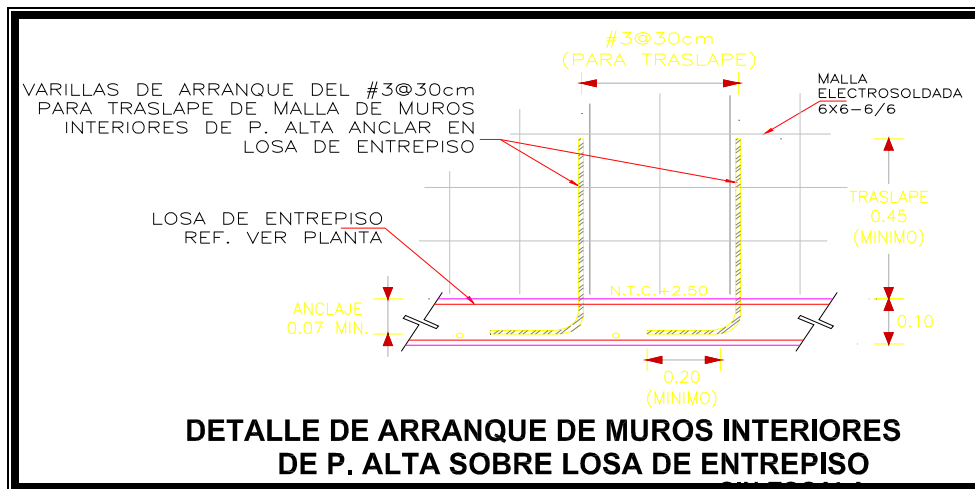 #3@30cm
(PARA TRASLAPE)
VARILLAS DE ARRANQUE DEL #3@30cm
PARA TRASLAPE DE MALLA DE MUROS
INTERIORES DE P. ALTA ANCLAR EN
LOSA DE ENTREPISO
MALLA
ELECTROSOLDADA
6X6-6/6
LOSA DE ENTREPISO
REF. VER PLANTA
TRASLAPE
0.45
(MINIMO)
N.T.C.+2.50
ANCLAJE
0.07 MIN.
0.10
0.20
(MINIMO)
DETALLE DE ARRANQUE DE MUROS INTERIORES
DE P. ALTA SOBRE LOSA DE ENTREPISO